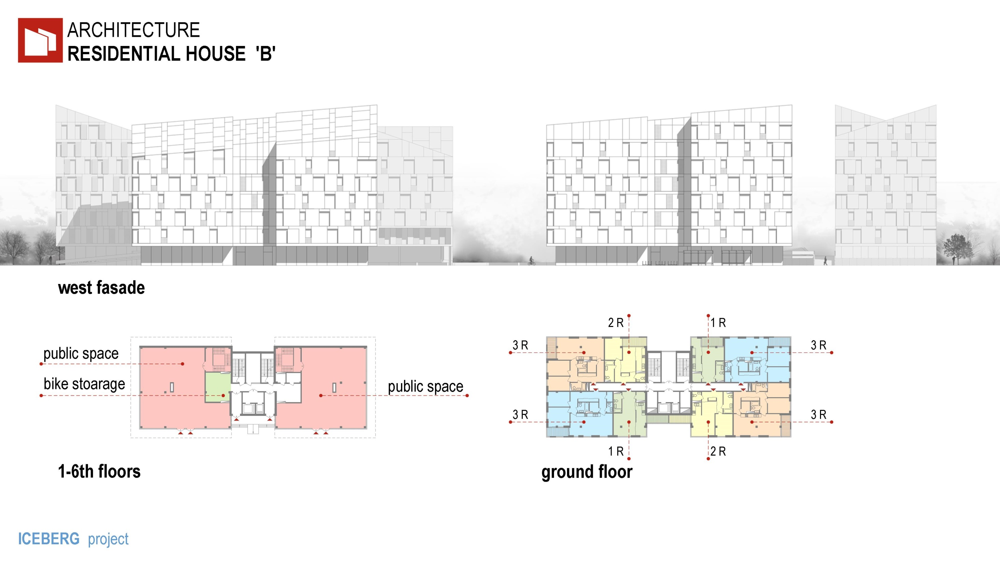 ARCHITECTURE
RESIDENTIAL HOUSE 'B'
west fasade
public space
bike stoarage
public space
1-6th floors
2 R
1 R
3 R
3 R
3 R
3 R
1 R
2 R
ground floor
ICEBERG project